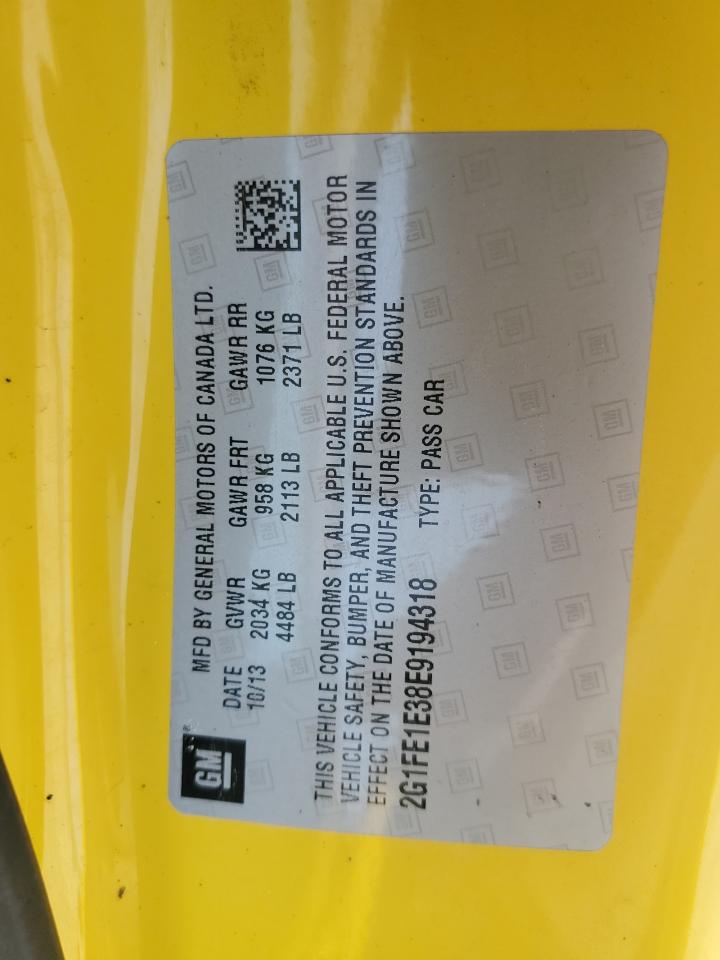 GM®
MFD BY GENERAL MOTORS OF CANADA LTD.
DATE GVWR GAWR FRT GAWR RR
10/13 2034 KG 958 KG 1076 KG
4484 LB 2113 LB 2371 LB
THIS VEHICLE CONFORMS TO ALL APPLICABLE U.S. FEDERAL MOTOR
VEHICLE SAFETY, BUMPER, AND THEFT PREVENTION STANDARDS IN
EFFECT ON THE DATE OF MANUFACTURE SHOWN ABOVE.
2G1FE1E38E9194318 TYPE: PASS CAR